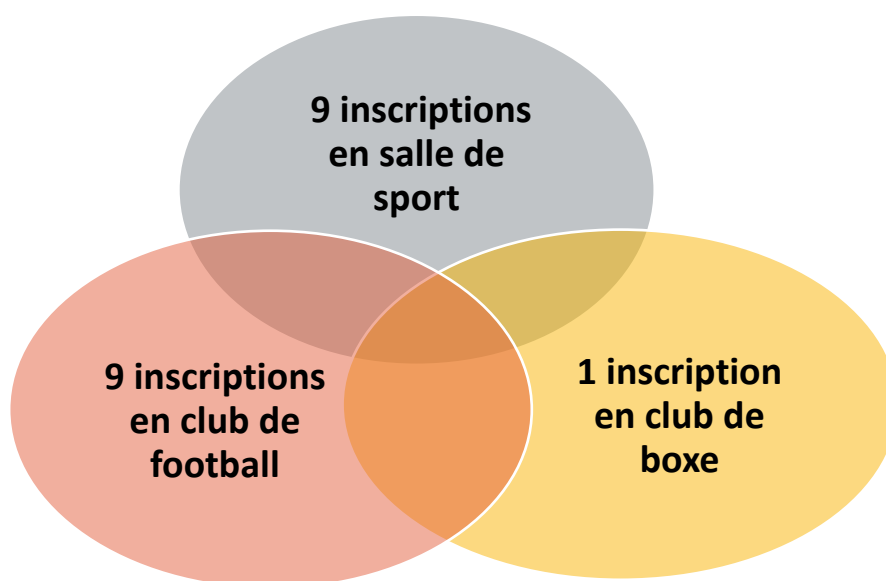 9 inscriptions
en salle de
sport
9 inscriptions
en club de
football
1 inscription
en club de
boxe